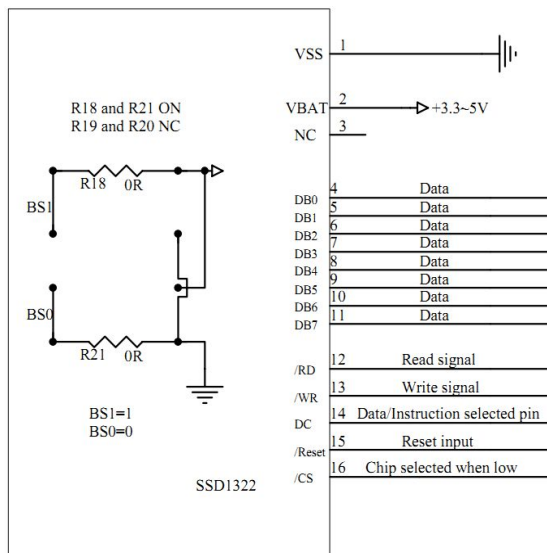 VSS 1
R18 and R21 ON
R19 and R20 NC
VBAT 2 +3.3~5V
NC 3
R18 0R
BS1
DB0 4 Data
DB1 5 Data
DB2 6 Data
DB3 7 Data
DB4 8 Data
DB5 9 Data
DB6 10 Data
DB7 11 Data
BS0
R21 0R
/RD 12 Read signal
/WR 13 Write signal
BS1=1
BS0=0
DC 14 Data/Instruction selected pin
/Reset 15 Reset input
/CS 16 Chip selected when low
SSD1322